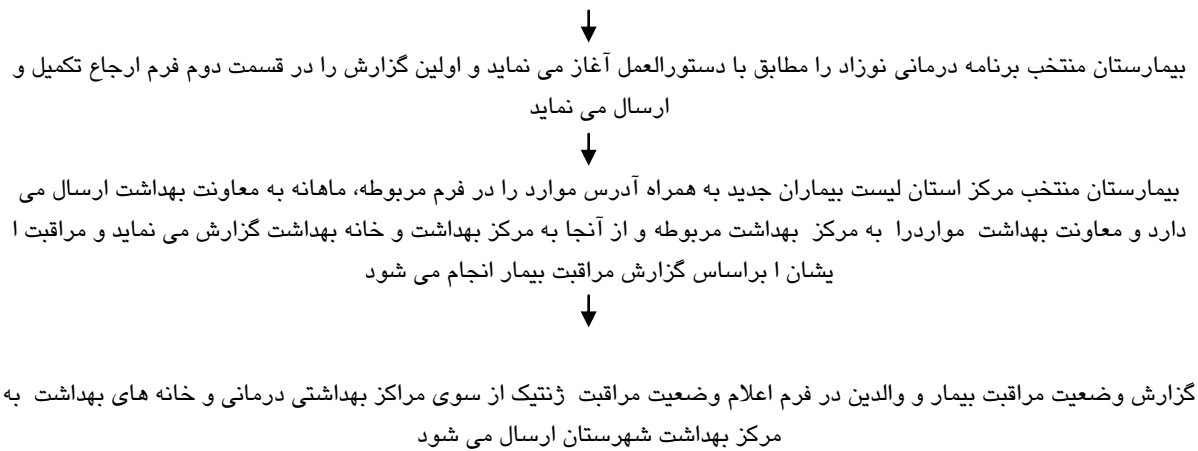 بیمارستان منتخب برنامه درمانی نوزاد را مطابق با دستورالعمل آغاز می نماید و اولین گزارش را در قسمت دوم فرم ارجاع تکمیل و
ارسال می نماید
بیمارستان منتخب مرکز استان لیست بیماران جدید به همراه آدرس موارد را در فرم مربوطه، ماهانه به معاونت بهداشت ارسال می
دارد و معاونت بهداشت مواردرا به مرکز بهداشت مربوطه و از آنجا به مرکز بهداشت و خانه بهداشت گزارش می نماید و مراقبت ا
یشان ا براساس گزارش مراقبت بیمار انجام می شود
گزارش وضعیت مراقبت بیمار و والدین در فرم اعلام وضعیت مراقبت ژنتیک از سوی مراکز بهداشتی درمانی و خانه های بهداشت به
مرکز بهداشت شهرستان ارسال می شود